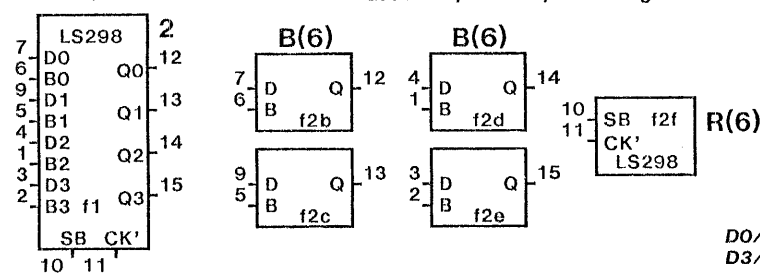 LS298 2
7 D0 Q0 12
6 B0
9 D1 Q1 13
5 B1
4 D2 Q2 14
1 B2
3 D3 Q3 15
2 B3 f1
SB CK'
10 11
B(6)
7 D Q 12
6 B
f2b
9 D Q 13
5 B
f2c
B(6)
4 D Q 14
1 B
f2d
3 D Q 15
2 B
f2e
10 SB f2f R(6)
11 CK'
LS298
D0/
D3/